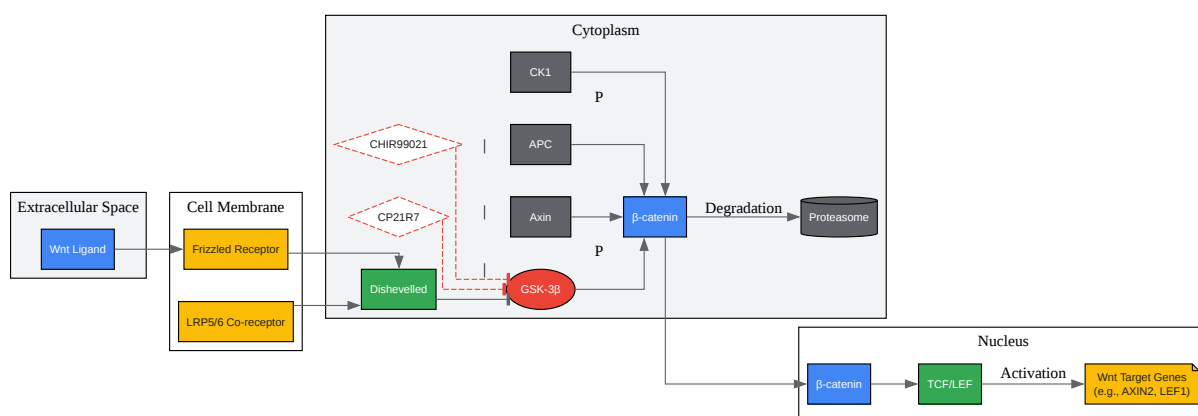 Cytoplasm
CK1
P
CHIR99021
|
APC
Extracellular Space
Cell Membrane
CP21R7
|
Axin
β-catenin
Degradation
Proteasome
Wnt Ligand
Frizzled Receptor
P
|
Dishevelled
GSK-3β
LRP5/6 Co-receptor
Nucleus
β-catenin
TCF/LEF
Activation
Wnt Target Genes
(e.g., AXIN2, LEF1)